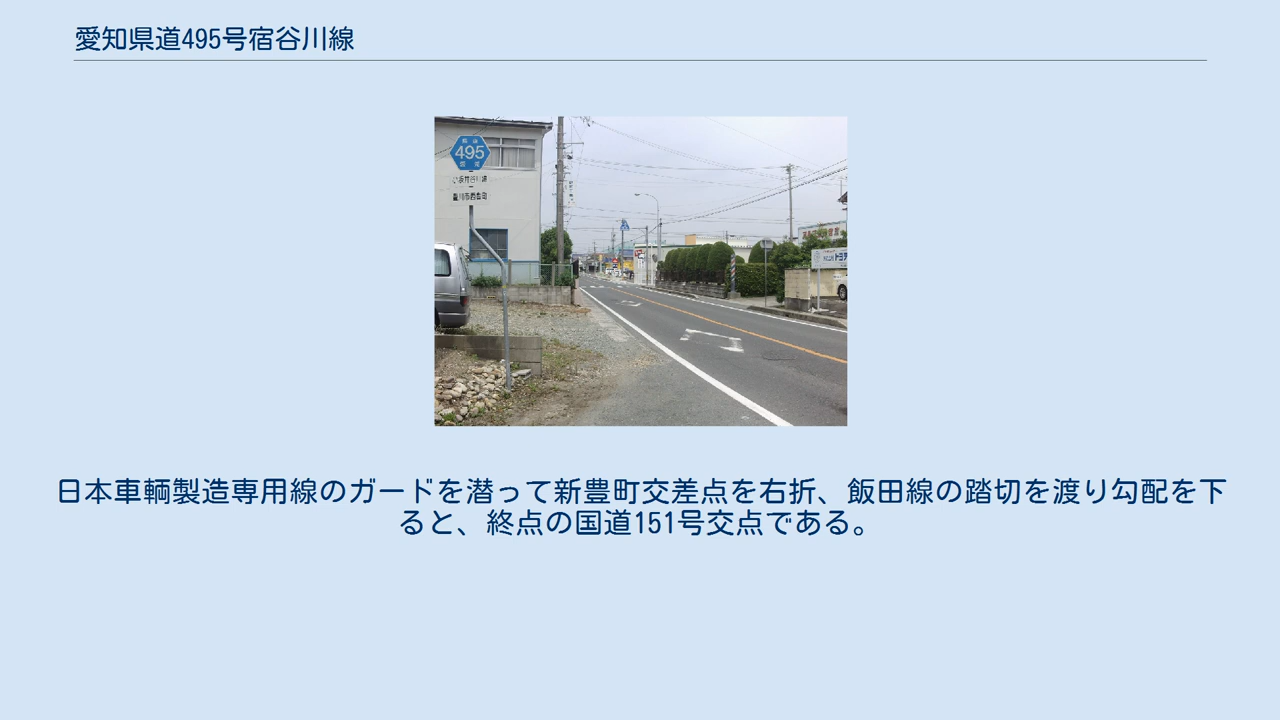 愛知県道495号宿谷川線
495
日本車輌製造専用線のガードを潜って新豊町交差点を右折、飯田線の踏切を渡り勾配を下
ると、終点の国道151号交点である。